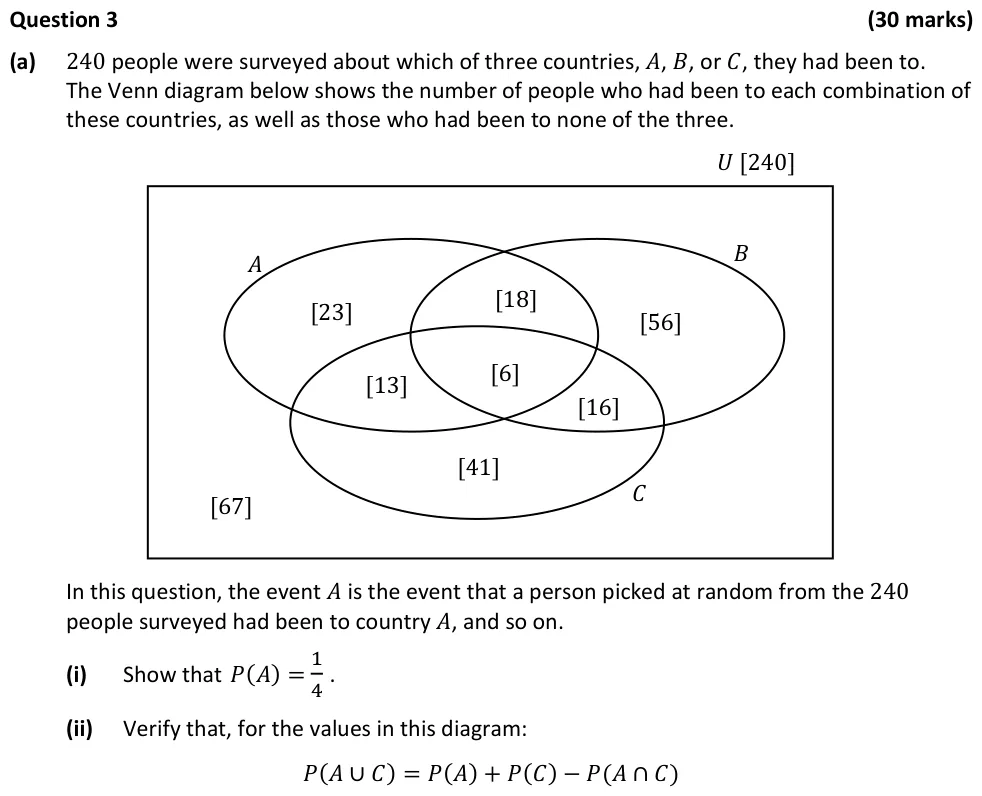 Question 3 (30 marks)
(a) 240 people were surveyed about which of three countries, A, B, or C, they had been to.
The Venn diagram below shows the number of people who had been to each combination of
these countries, as well as those who had been to none of the three.
U [240]
A
B
[23]
[18]
[56]
[13]
[6]
[16]
[41]
C
[67]
In this question, the event A is the event that a person picked at random from the 240
people surveyed had been to country A, and so on.
(i) Show that P(A) = 1/4 .
(ii) Verify that, for the values in this diagram:
P(A ∪ C) = P(A) + P(C) − P(A ∩ C)